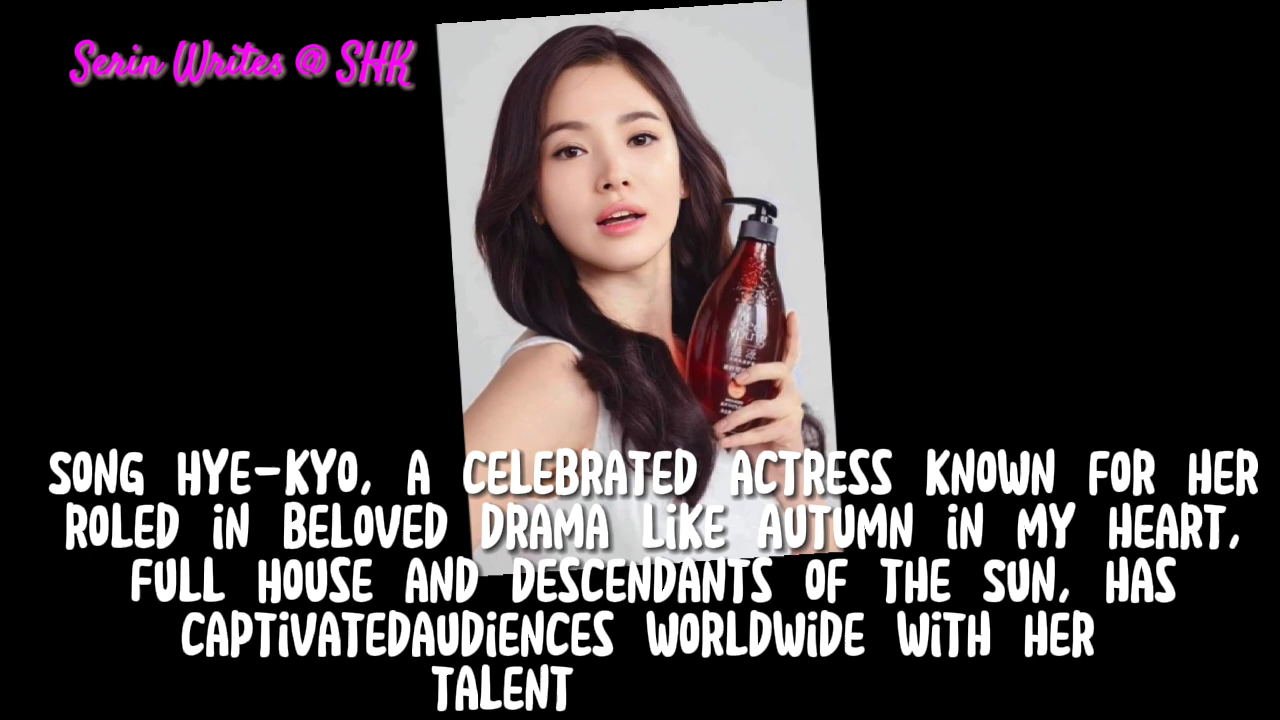 Serin Writes @ SHK
SONG HYE-KYO, A CELEBRATED ACTRESS KNOWN FOR HER
ROLED iN BELOVED DRAMA LiKE AUTUMN iN MY HEART,
FULL HOUSE AND DESCENDANTS OF THE SUN, HAS
CAPTiVATEDAUDiENCES WORLDWiDE WiTH HER
TALENT